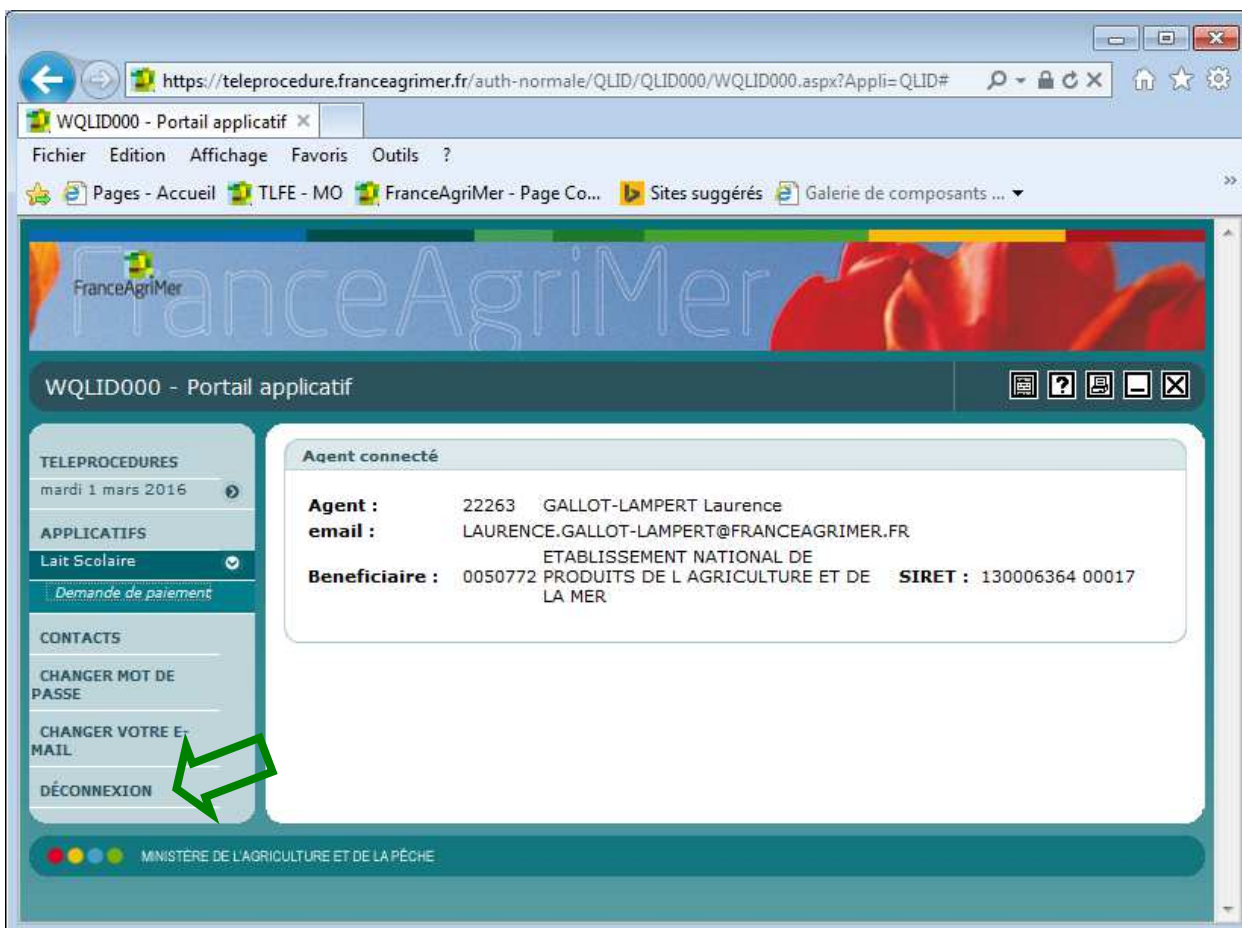 https://teleprocedure.franceagrimer.fr/auth-normale/QLID/QLID000/WQLID000.aspx?Appli=QLID#
WQLID000 - Portail applicatif
Fichier Edition Affichage Favoris Outils ?
Pages - Accueil TLFE - MO FranceAgriMer - Page Co... Sites suggérés Galerie de composants ...
FranceAgriMer
FranceAgriMer
WQLID000 - Portail applicatif
TELEPROCEDURES
mardi 1 mars 2016
APPLICATIFS
Lait Scolaire
Demande de paiement
CONTACTS
CHANGER MOT DE
PASSE
CHANGER VOTRE E-
MAIL
DÉCONNEXION
Agent connecté
Agent : 22263 GALLOT-LAMPERT Laurence
email : LAURENCE.GALLOT-LAMPERT@FRANCEAGRIMER.FR
ETABLISSEMENT NATIONAL DE
Beneficiaire : 0050772 PRODUITS DE L AGRICULTURE ET DE SIRET : 130006364 00017
LA MER
MINISTÈRE DE L'AGRICULTURE ET DE LA PÊCHE